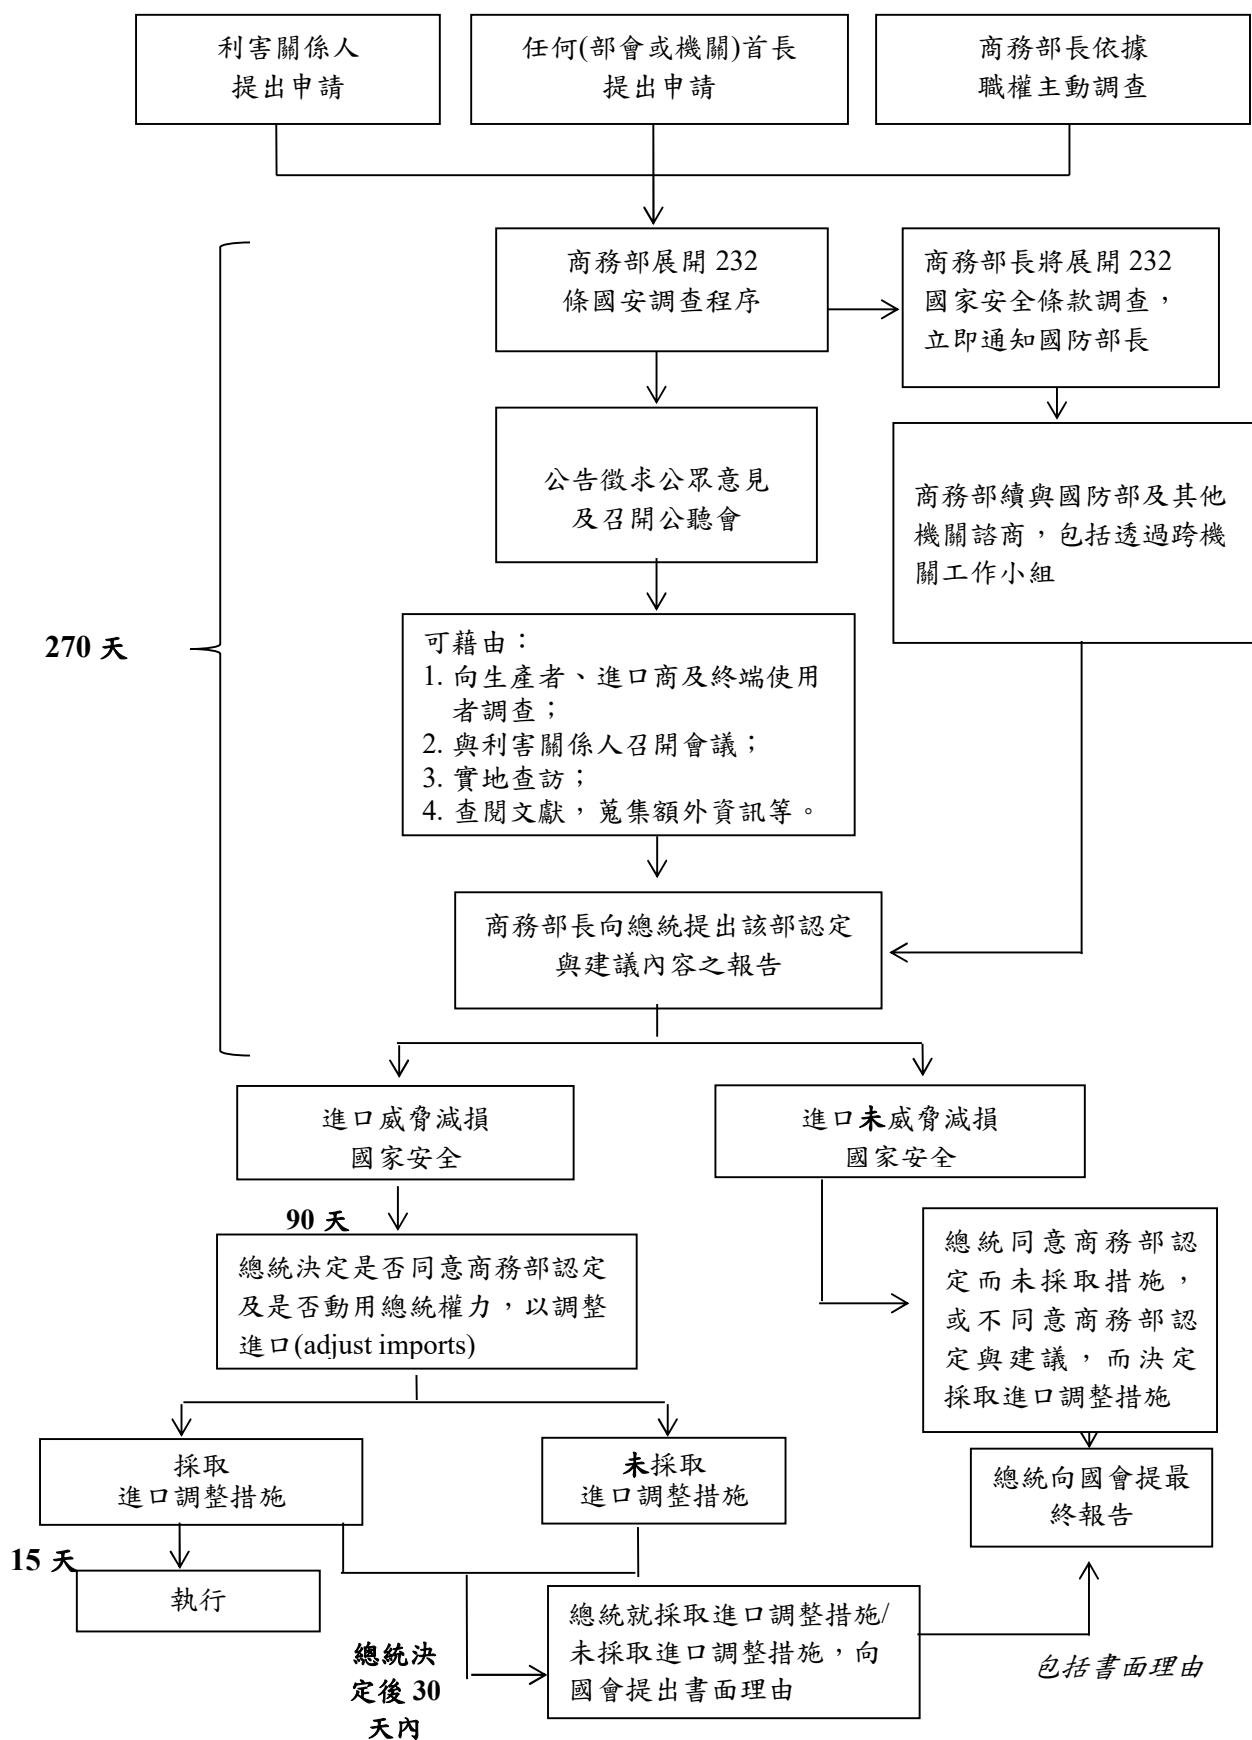 利害關係人
提出申請
任何(部會或機關)首長
提出申請
商務部長依據
職權主動調查
商務部展開 232
條國安調查程序
商務部長將展開 232
國家安全條款調查，
立即通知國防部長
公告徵求公眾意見
及召開公聽會
商務部續與國防部及其他
機關諮商，包括透過跨機
關工作小組
270 天
可藉由：
1. 向生產者、進口商及終端使用
者調查；
2. 與利害關係人召開會議；
3. 實地查訪；
4. 查閱文獻，蒐集額外資訊等。
商務部長向總統提出該部認定
與建議內容之報告
進口威脅減損
國家安全
進口未威脅減損
國家安全
90 天
總統決定是否同意商務部認定
及是否動用總統權力，以調整
進口(adjust imports)
總統同意商務部認
定而未採取措施，
或不同意商務部認
定與建議，而決定
採取進口調整措施
採取
進口調整措施
未採取
進口調整措施
總統向國會提最
終報告
15 天
執行
總統決
定後 30
天內
總統就採取進口調整措施/
未採取進口調整措施，向
國會提出書面理由
包括書面理由